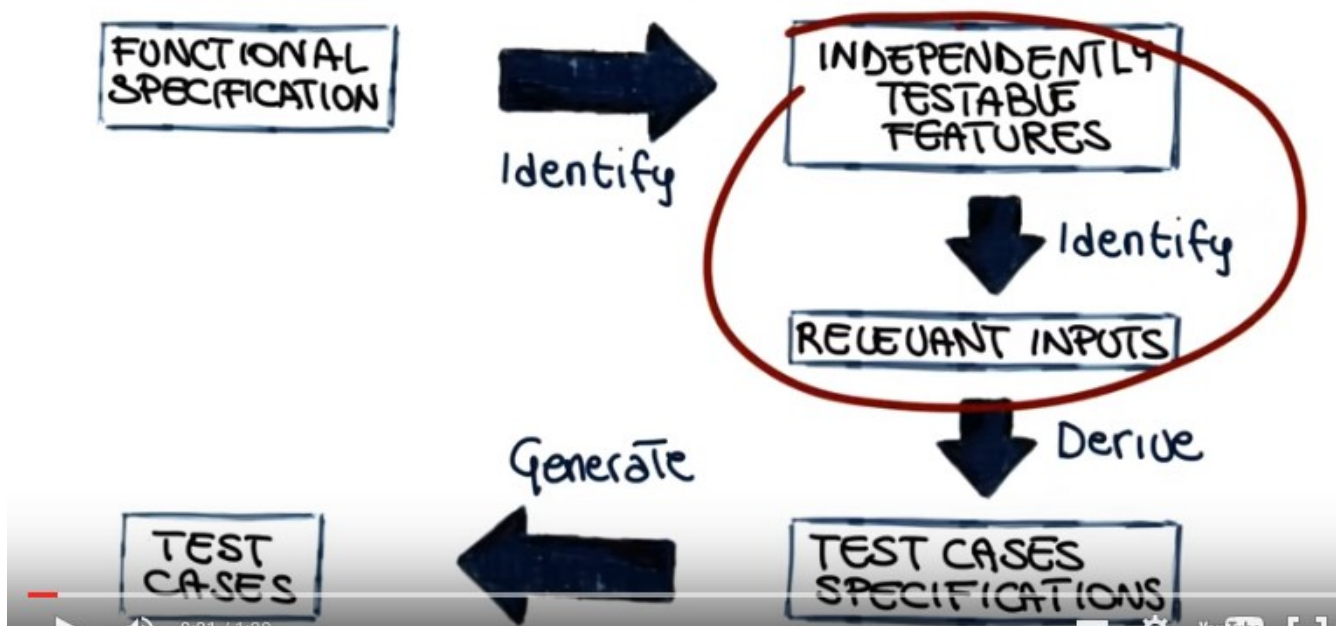 FUNCTIONAL
SPECIFICATION
Identify
INDEPENDENTLY
TESTABLE
FEATURES
Identify
RELEVANT INPUTS
Derive
TEST CASES
SPECIFICATIONS
Generate
TEST
CASES